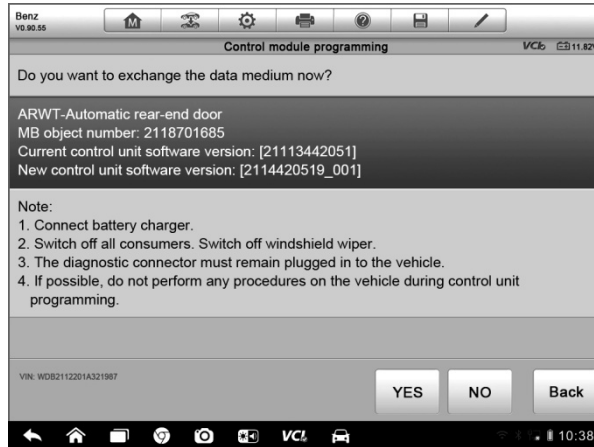 Benz
V0.90.55
M
Control module programming
VCI 11.82V
Do you want to exchange the data medium now?
ARWT-Automatic rear-end door
MB object number: 2118701685
Current control unit software version: [21113442051]
New control unit software version: [2114420519_001]
Note:
1. Connect battery charger.
2. Switch off all consumers. Switch off windshield wiper.
3. The diagnostic connector must remain plugged in to the vehicle.
4. If possible, do not perform any procedures on the vehicle during control unit
programming.
VIN: WDB2112201A321987
YES NO Back
VCI 10:38